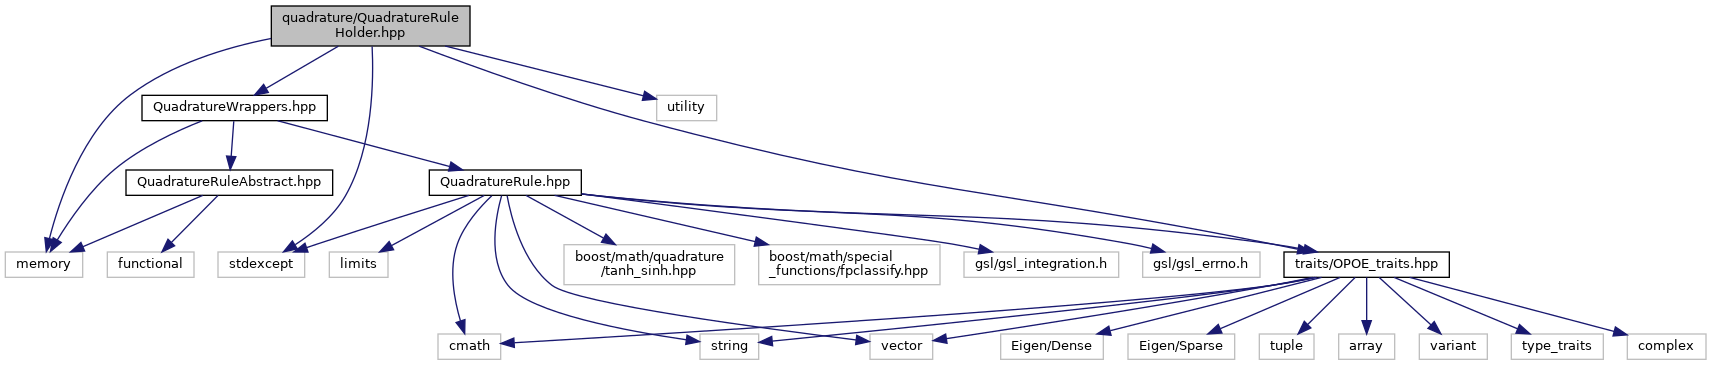 quadrature/QuadratureRule
Holder.hpp
QuadratureWrappers.hpp
utility
QuadratureRuleAbstract.hpp
QuadratureRule.hpp
memory
functional
stdexcept
limits
boost/math/quadrature
/tanh_sinh.hpp
boost/math/special
_functions/fpclassify.hpp
gsl/gsl_integration.h
gsl/gsl_errno.h
traits/OPOE_traits.hpp
cmath
string
vector
Eigen/Dense
Eigen/Sparse
tuple
array
variant
type_traits
complex